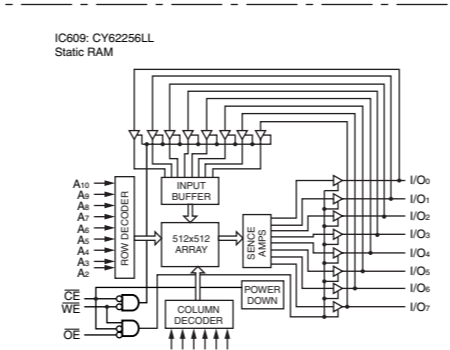 IC609: CY62256LL
Static RAM
INPUT
BUFFER
ROW DECODER
512x512
ARRAY
SENCE
AMPS
POWER
DOWN
COLUMN
DECODER
A10
A9
A8
A7
A6
A5
A4
A3
A2
CE
WE
OE
I/O0
I/O1
I/O2
I/O3
I/O4
I/O5
I/O6
I/O7